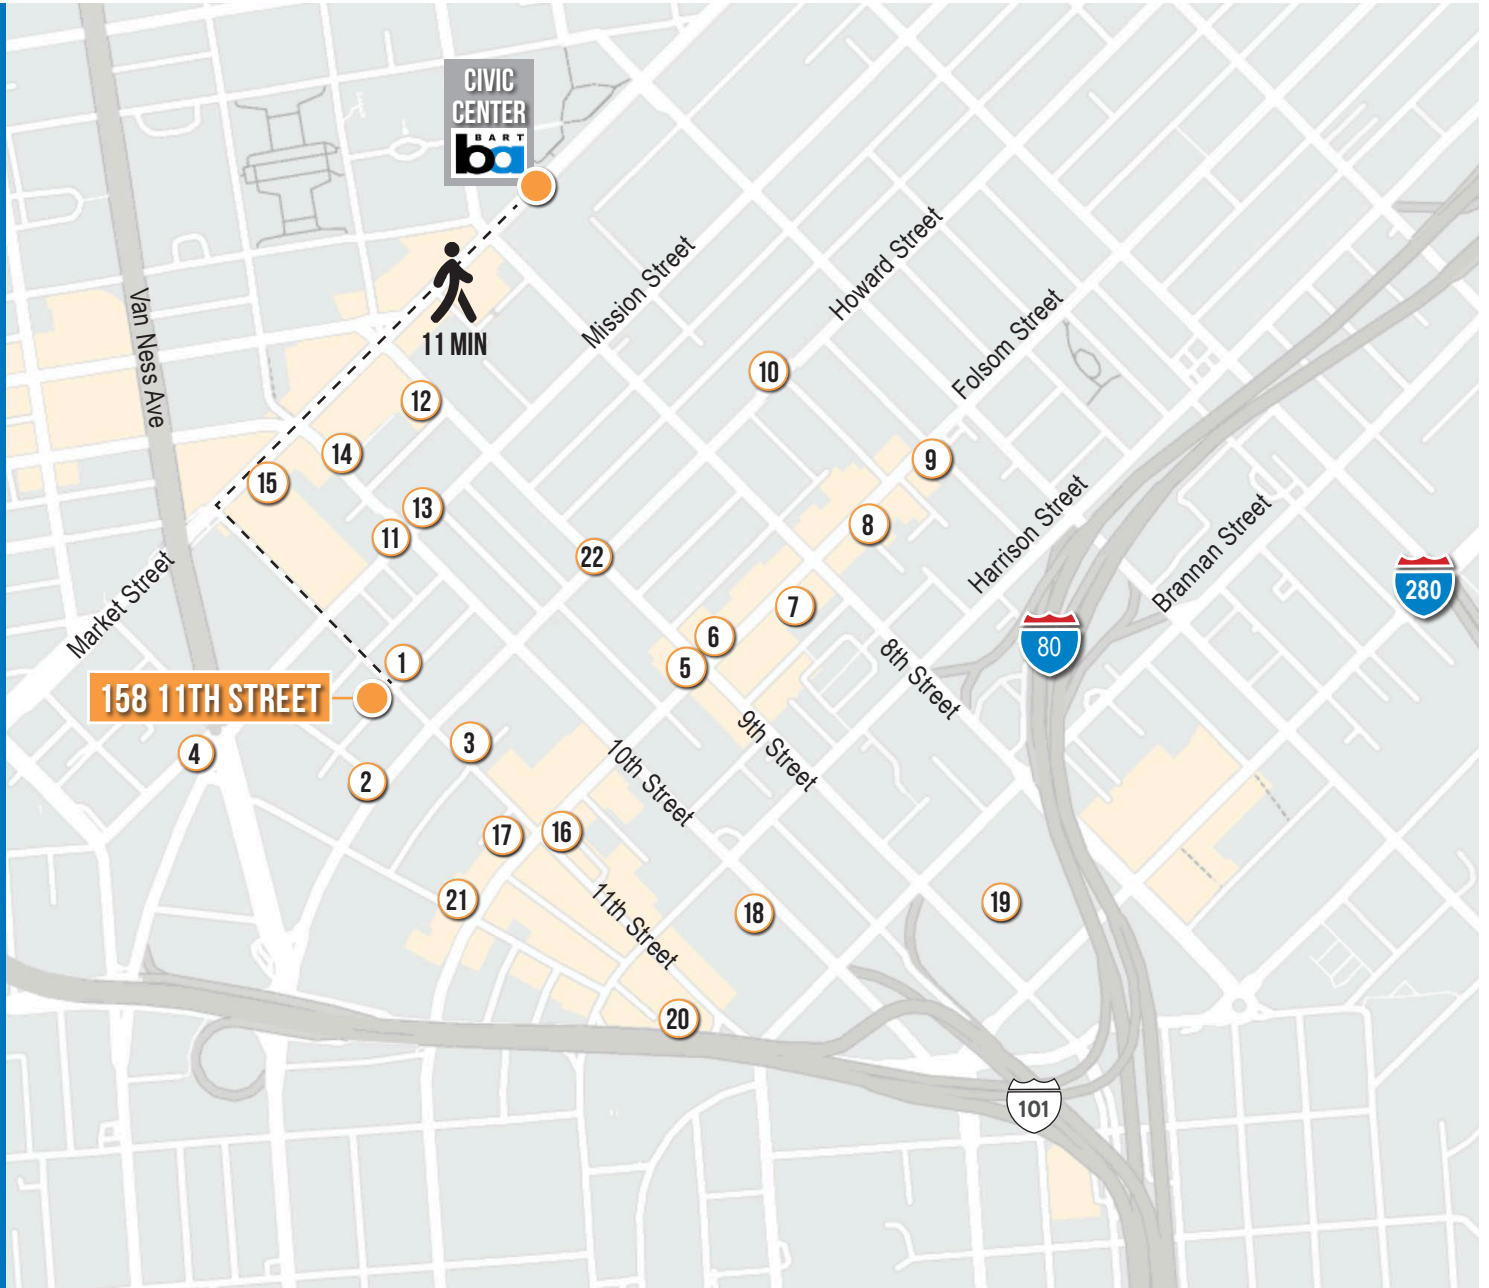 CIVIC
CENTER
BART
ba
Mission Street
Howard Street
Folsom Street
Van Ness Ave
11 MIN
10
12
14
9
15
13
8
11
Harrison Street
Brannan Street
22
280
7
Market Street
6
80
1
5
8th Street
158 11TH STREET
9th Street
3
4
10th Street
2
17
16
21
11th Street
18
19
20
101